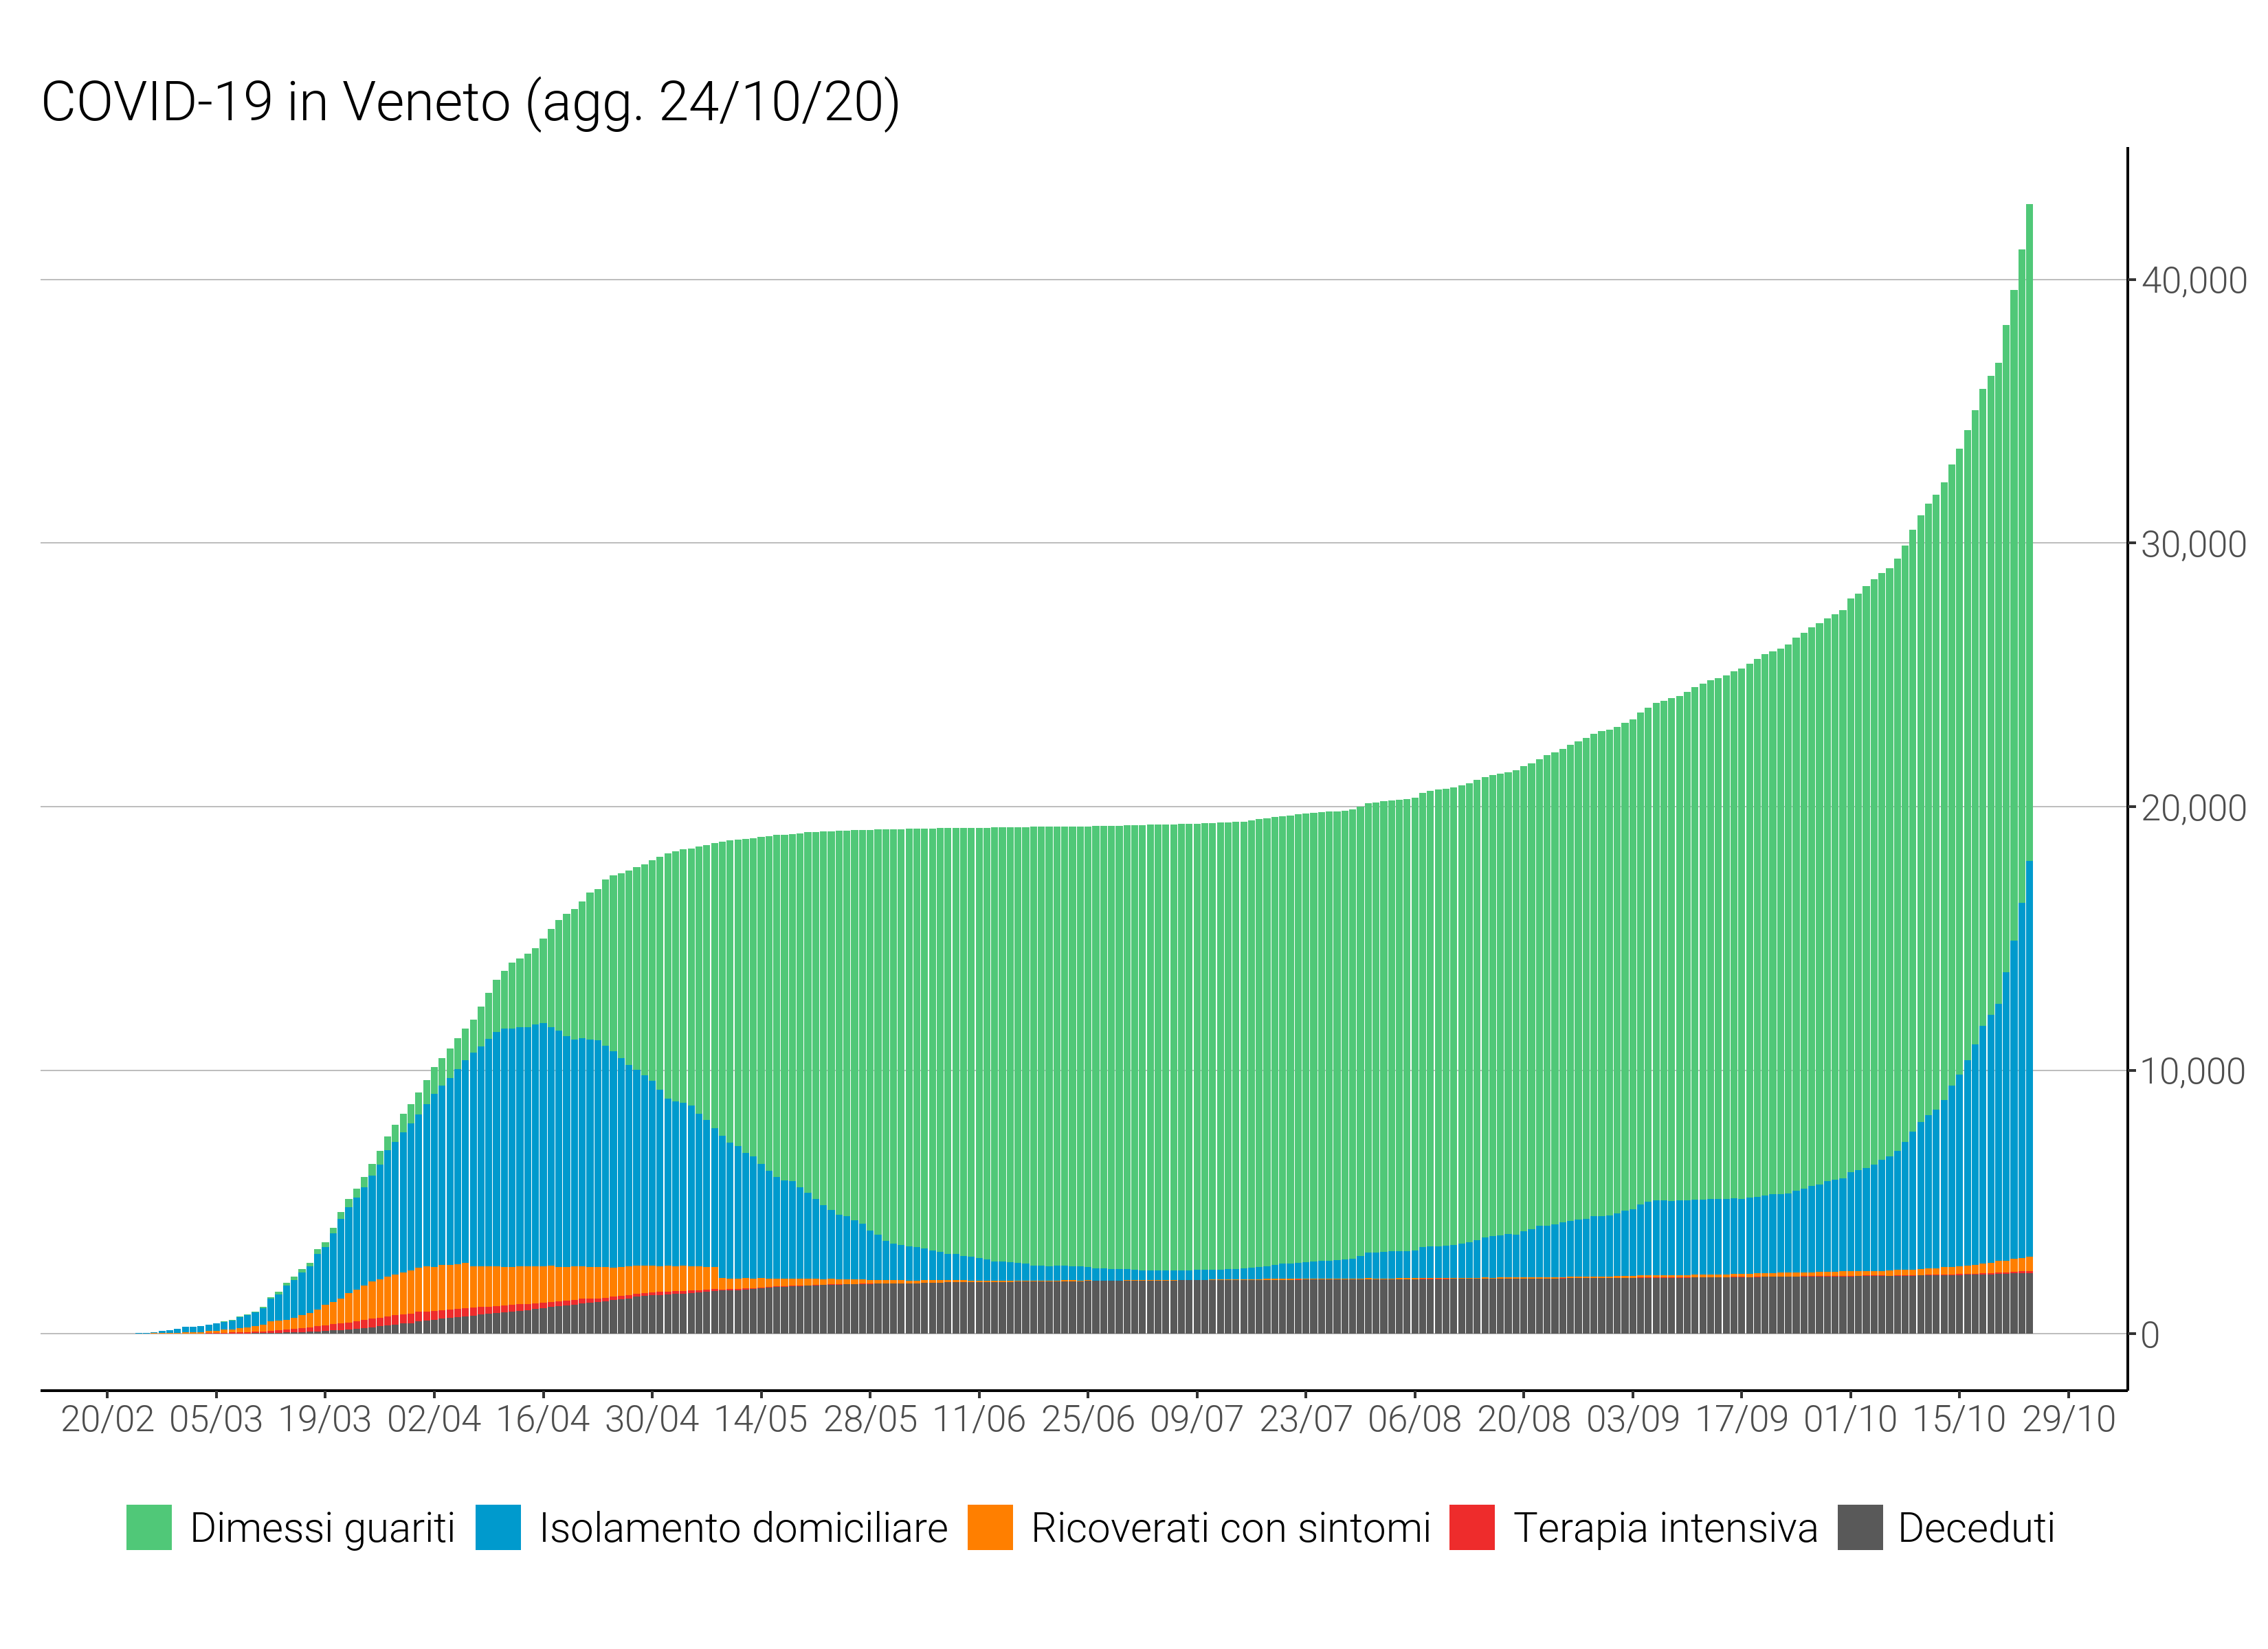 COVID-19 in Veneto (agg. 24/10/20)
40,000
30,000
20,000
10,000
0
20/02 05/03 19/03 02/04 16/04 30/04 14/05 28/05 11/06 25/06 09/07 23/07 06/08 20/08 03/09 17/09 01/10 15/10 29/10
Dimessi guariti Isolamento domiciliare Ricoverati con sintomi Terapia intensiva Deceduti